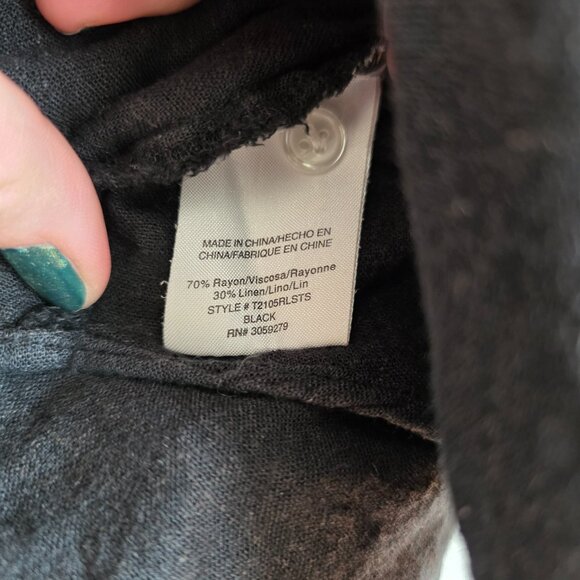 MADE IN CHINA/HECHO EN
CHINA/FABRIQUE EN CHINE
70% Rayon/Viscosa/Rayonne
30% Linen/Lino/Lin
STYLE # T2105RLSTS
BLACK
RN# 3059279